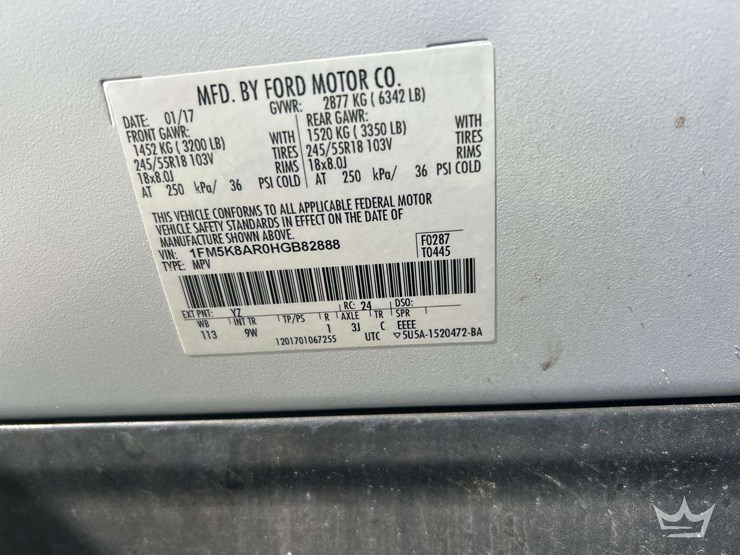 MFD. BY FORD MOTOR CO.
DATE: 01/17 GVWR: 2877 KG ( 6342 LB)
FRONT GAWR: REAR GAWR:
1452 KG ( 3200 LB) WITH 1520 KG ( 3350 LB) WITH
245/55R18 103V TIRES 245/55R18 103V TIRES
18x8.0J RIMS 18x8.0J RIMS
AT 250 kPa/ 36 PSI COLD AT 250 kPa/ 36 PSI COLD
THIS VEHICLE CONFORMS TO ALL APPLICABLE FEDERAL MOTOR
VEHICLE SAFETY STANDARDS IN EFFECT ON THE DATE OF
MANUFACTURE SHOWN ABOVE.
VIN: 1FM5K8AR0HGB82888 F0287
TYPE: MPV T0445
EXT PNT: YZ RC: 24 DSO:
WB INT TR TP/PS R AXLE TR SPR
113 9W 1 3J C EEEE
12017010672SS UTC ▽5U5A-1520472-BA